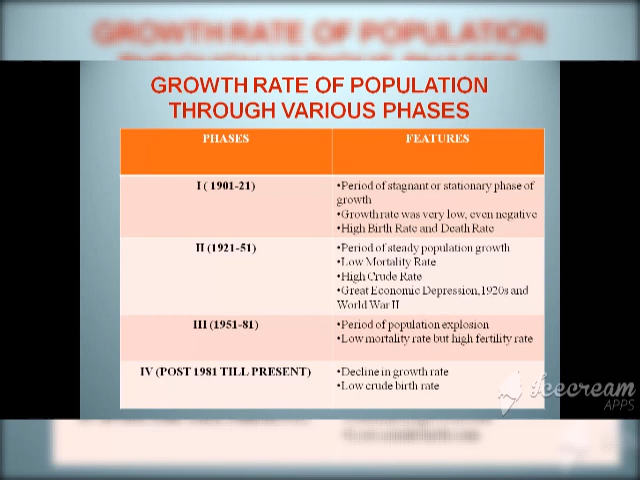 GROWTH RATE OF POPULATION
THROUGH VARIOUS PHASES
PHASES
FEATURES
I ( 1901-21)
•Period of stagnant or stationary phase of
growth
•Growth rate was very low, even negative
•High Birth Rate and Death Rate
II (1921-51)
•Period of steady population growth
•Low Mortality Rate
•High Crude Rate
•Great Economic Depression,1920s and
World War II
III (1951-81)
•Period of population explosion
•Low mortality rate but high fertility rate
IV (POST 1981 TILL PRESENT)
•Decline in growth rate
•Low crude birth rate
Icecream
APPS